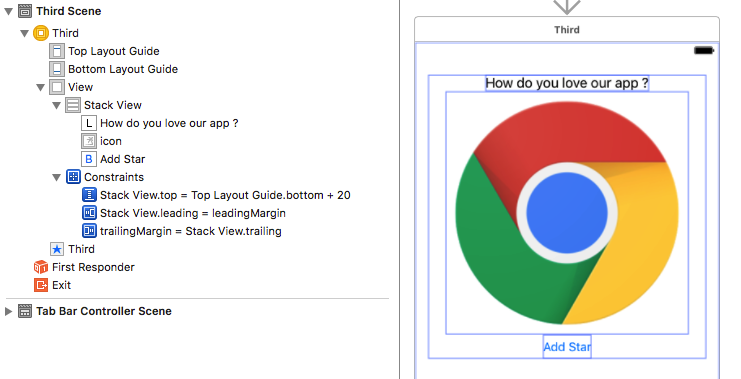 Third Scene
Third
Top Layout Guide
Bottom Layout Guide
View
Stack View
L How do you love our app ?
icon
B Add Star
Constraints
Stack View.top = Top Layout Guide.bottom + 20
Stack View.leading = leadingMargin
trailingMargin = Stack View.trailing
Third
First Responder
Exit
Tab Bar Controller Scene
Third
How do you love our app ?
Add Star